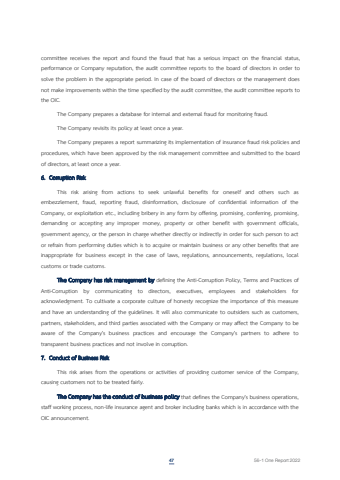 committee receives the report and found the fraud that has a serious impact on the financial status,
performance or Company reputation, the audit committee reports to the board of directors in order to
solve the problem in the appropriate period. In case of the board of directors or the management does
not make improvements within the time specified by the audit committee, the audit committee reports to
the OIC
The Company prepares a database for internal and external fraud for monitoring fraud.
The Company revisits its policy at least once a year.
The Company prepares a report summarizing its implementation of insurance fraud risk policies and
procedures, which have been approved by the risk management committee and submitted to the board
of directors, at least once a year.
6. Corruption Risk
This risk arising from actions to seek unlawful benefits for oneself and others such as
embezzlement, fraud, reporting fraud, disinformation, disclosure of confidential information of the
Company, or exploitation etc., including bribery in any form by offering, promising, conferring, promising,
demanding or accepting any improper money, property or other benefit with government officials,
government agency, or the person in charge whether directly or indirectly in order for such person to act
or refrain from performing duties which is to acquire or maintain business or any other benefits that are
inappropriate for business except in the case of laws, regulations, announcements, regulations, local
customs or trade customs.
The Company has risk management by defining the Anti-Corruption Policy, Terms and Practices of
Anti-Corruption by communicating to directors, executives, employees and stakeholders for
acknowledgment. To cultivate a corporate culture of honesty recognize the importance of this measure
and have an understanding of the guidelines. It will also communicate to outsiders such as customers,
partners, stakeholders, and third parties associated with the Company or may affect the Company to be
aware of the Company's business practices and encourage the Company's partners to adhere to
transparent business practices and not involve in corruption.
7. Conduct of Business Risk
This risk arises from the operations or activities of providing customer service of the Company,
causing customers not to be treated fairly.
The Company has the conduct of business policy that defines the Company's business operations,
staff working process, non-life insurance agent and broker including banks which is in accordance with the
OIC announcement.
47
56-1 One-Report 2022